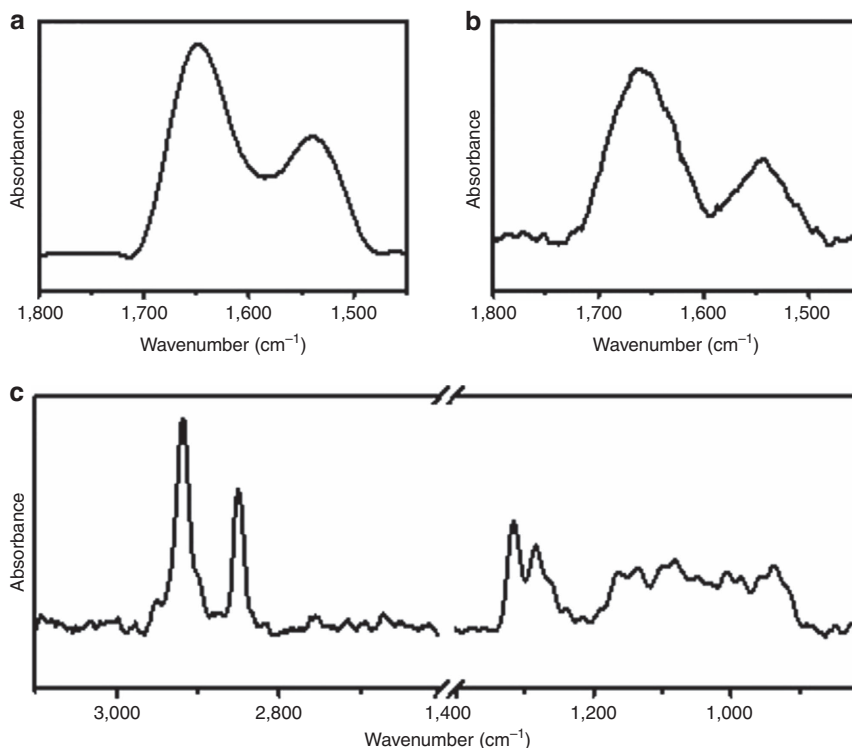 a
Absorbance
1,800 1,700 1,600 1,500
Wavenumber (cm⁻¹)
b
Absorbance
1,800 1,700 1,600 1,500
Wavenumber (cm⁻¹)
c
Absorbance
3,000 2,800 1,400 1,200 1,000
Wavenumber (cm⁻¹)